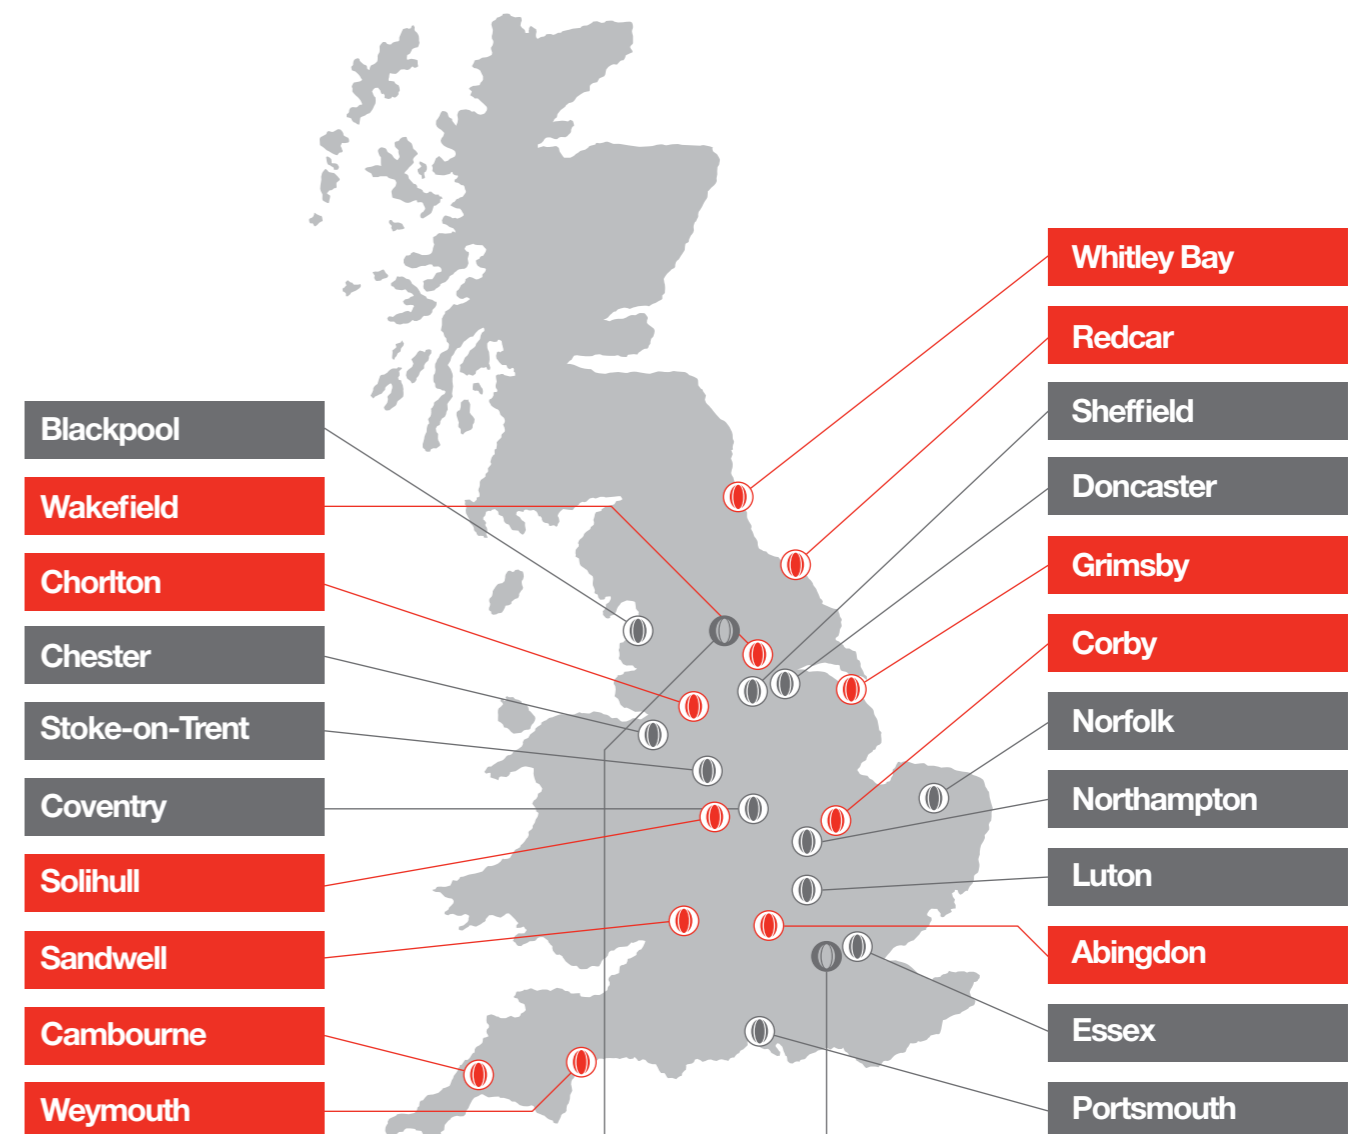 Blackpool
Wakefield
Chorlton
Chester
Stoke-on-Trent
Coventry
Solihull
Sandwell
Cambourne
Weymouth
Whitley Bay
Redcar
Sheffield
Doncaster
Grimsby
Corby
Norfolk
Northampton
Luton
Abingdon
Essex
Portsmouth